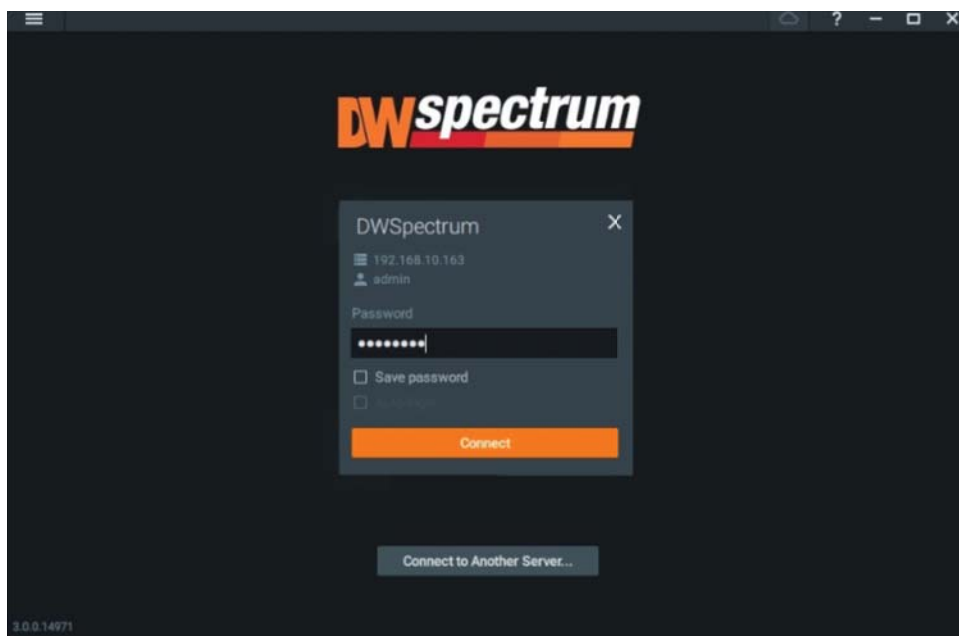 ?
DWspectrum
DWSpectrum
192.168.10.163
admin
Password
Save password
Connect
Connect to Another Server...
3.0.0.14971